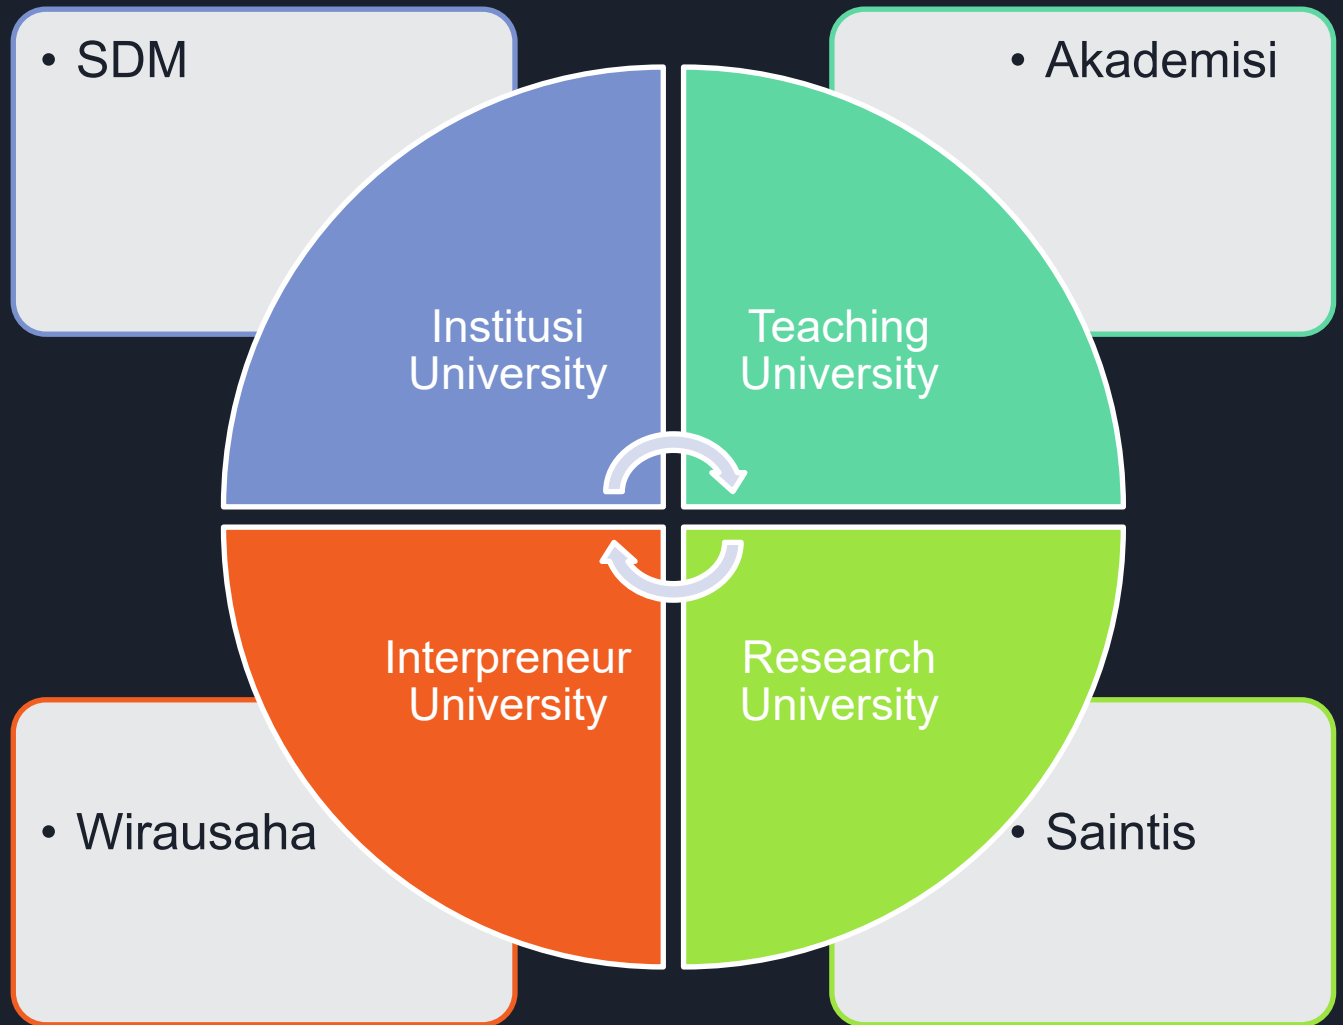 • SDM
• Akademisi
Institusi
University
Teaching
University
Interpreneur
University
Research
University
• Wirausaha
• Saintis